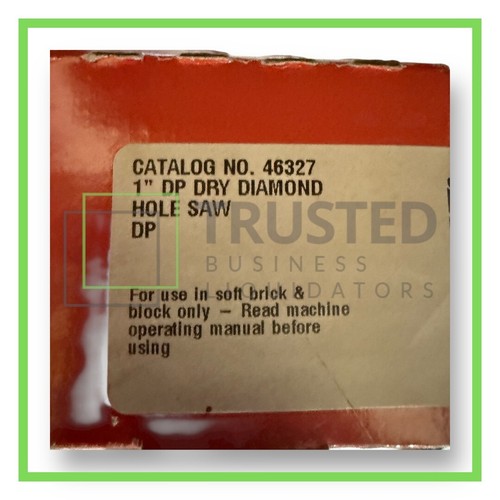 CATALOG NO. 46327
1" DP DRY DIAMOND
HOLE SAW
DP
TRUSTED
BUSINESS
LIQUIDATORS
For use in soft brick &
block only – Read machine
operating manual before
using